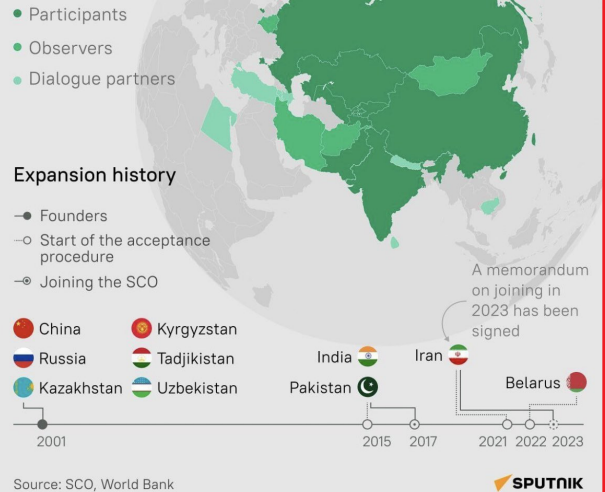 Participants
Observers
Dialogue partners
Expansion history
Founders
Start of the acceptance
procedure
Joining the SCO
A memorandum
on joining in
2023 has been
signed
China
Kyrgyzstan
Russia
Tadjikistan
India
Iran
Kazakhstan
Uzbekistan
Pakistan
Belarus
2001
2015
2017
2021
2022
2023
Source: SCO, World Bank
SPUTNIK